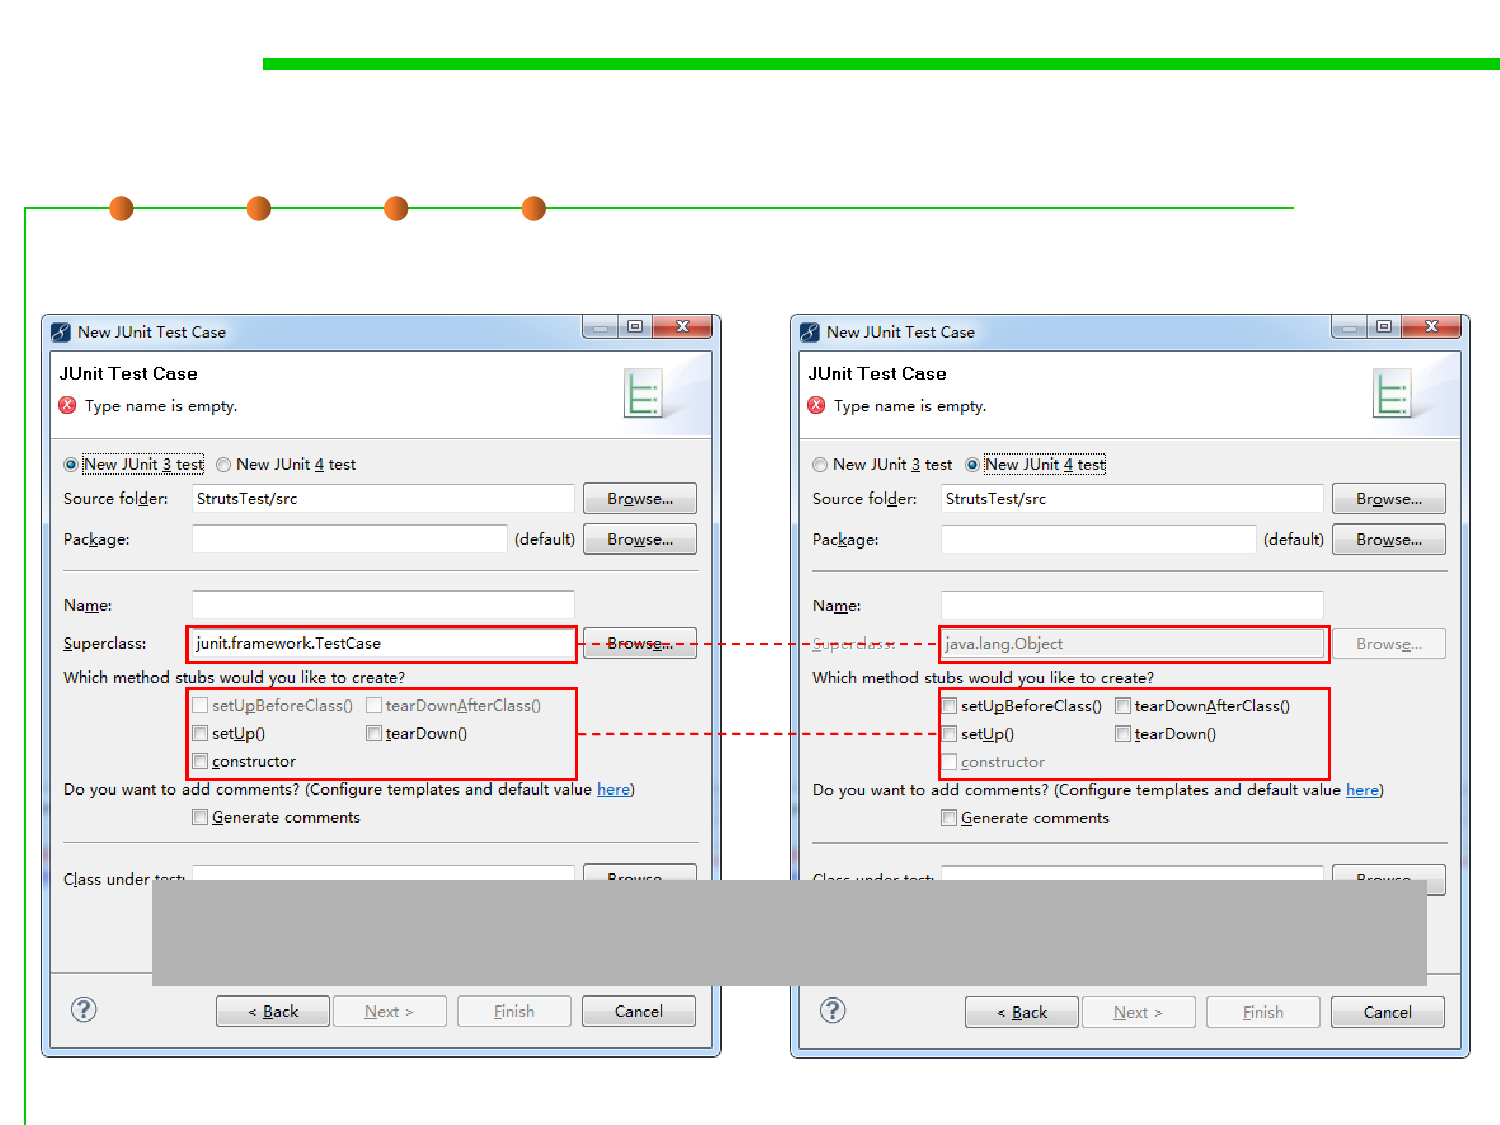 New JUnit Test Case
JUnit Test Case
Type name is empty.
New JUnit 3 test New JUnit 4 test
Source folder: StrutsTest/src Browse...
Package: (default) Browse...
Name:
Superclass: junit.framework.TestCase Browse...
Which method stubs would you like to create?
setUpBeforeClass() tearDownAfterClass()
setUp() tearDown()
constructor
Do you want to add comments? (Configure templates and default value here)
Generate comments
Class under test: Browse...
? < Back Next > Finish Cancel
New JUnit Test Case
JUnit Test Case
Type name is empty.
New JUnit 3 test New JUnit 4 test
Source folder: StrutsTest/src Browse...
Package: (default) Browse...
Name:
Superclass: java.lang.Object Browse...
Which method stubs would you like to create?
setUpBeforeClass() tearDownAfterClass()
setUp() tearDown()
constructor
Do you want to add comments? (Configure templates and default value here)
Generate comments
Class under test: Browse...
? < Back Next > Finish Cancel